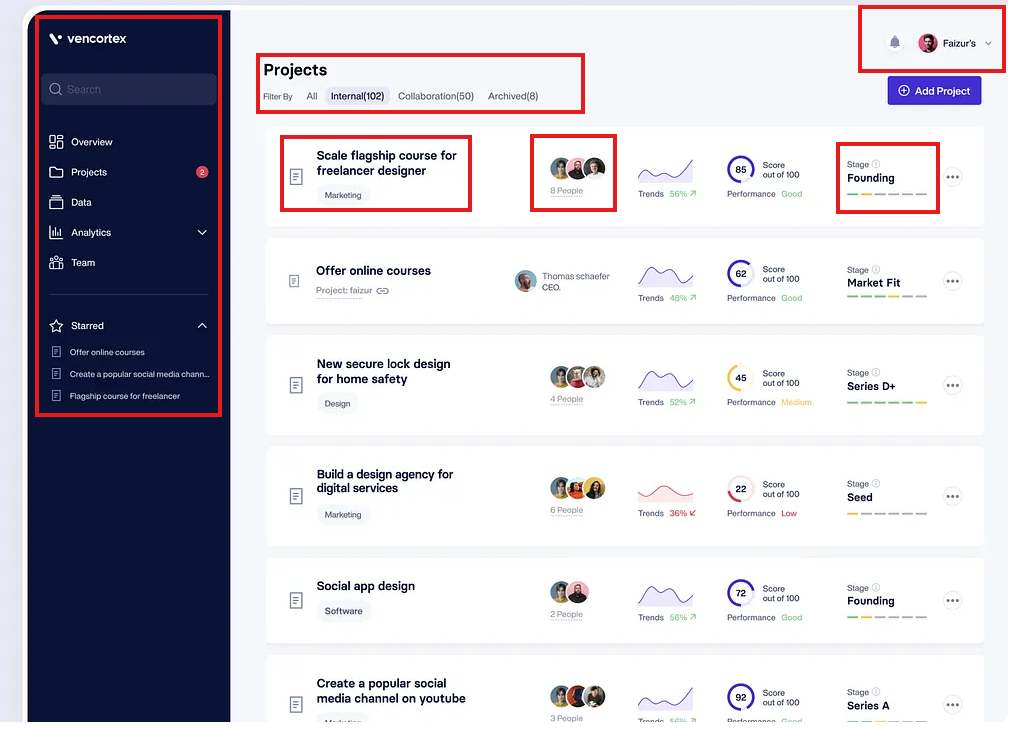 vencortex
Search
Overview
Projects 2
Data
Analytics
Team
Starred
Offer online courses
Create a popular social media chann...
Flagship course for freelancer
Faizur's
Projects
Filter By All Internal(102) Collaboration(50) Archived(8)
Add Project
Scale flagship course for
freelancer designer
Marketing
8 People
Trends 56%
85
Score
out of 100
Performance Good
Stage
Founding
Offer online courses
Project: faizur
Thomas schaefer
CEO.
Trends 48%
62
Score
out of 100
Performance Good
Stage
Market Fit
New secure lock design
for home safety
Design
4 People
Trends 52%
45
Score
out of 100
Performance Medium
Stage
Series D+
Build a design agency for
digital services
Marketing
6 People
Trends 36%
22
Score
out of 100
Performance Low
Stage
Seed
Social app design
Software
2 People
Trends 56%
72
Score
out of 100
Performance Good
Stage
Founding
Create a popular social
media channel on youtube
Marketing
3 People
Trends 56%
92
Score
out of 100
Performance Good
Stage
Series A